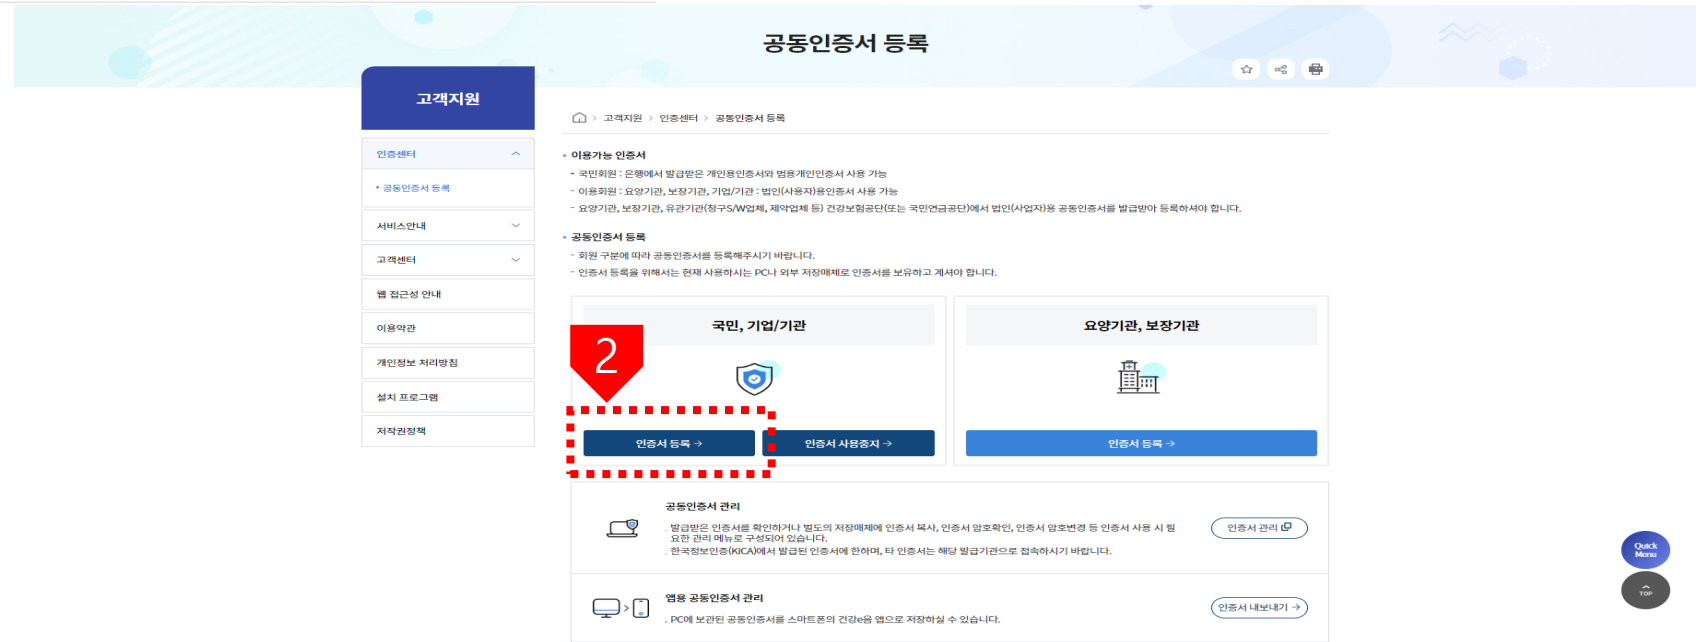 공동인증서 등록
고객지원
인증센터
• 공동인증서 등록
서비스안내
고객센터
웹 접근성 안내
이용약관
개인정보 처리방침
설치 프로그램
저작권정책
> 고객지원 > 인증센터 > 공동인증서 등록
• 이용가능 인증서
- 국민회원 : 은행에서 발급받은 개인용인증서와 범용개인인증서 사용 가능
- 이용회원 : 요양기관, 보장기관, 기업/기관 : 법인(사용자)용인증서 사용 가능
- 요양기관, 보장기관, 유관기관(청구S/W업체, 제약업체 등) 건강보험공단(또는 국민연금공단)에서 법인(사업자)용 공동인증서를 발급받아 등록하셔야 합니다.
• 공동인증서 등록
- 회원 구분에 따라 공동인증서를 등록해주시기 바랍니다.
- 인증서 등록을 위해서는 현재 사용하시는 PC나 외부 저장매체로 인증서를 보유하고 계셔야 합니다.
국민, 기업/기관
2
인증서 등록 →
인증서 사용중지 →
요양기관, 보장기관
인증서 등록 →
공동인증서 관리
. 발급받은 인증서를 확인하거나 별도의 저장매체에 인증서 복사, 인증서 암호확인, 인증서 암호변경 등 인증서 사용 시 필
요한 관리 메뉴로 구성되어 있습니다.
. 한국정보인증(KICA)에서 발급된 인증서에 한하며, 타 인증서는 해당 발급기관으로 접속하시기 바랍니다.
인증서 관리
앱용 공동인증서 관리
. PC에 보관된 공동인증서를 스마트폰의 건강e음 앱으로 저장하실 수 있습니다.
인증서 내보내기 →
Quick
Menu
TOP